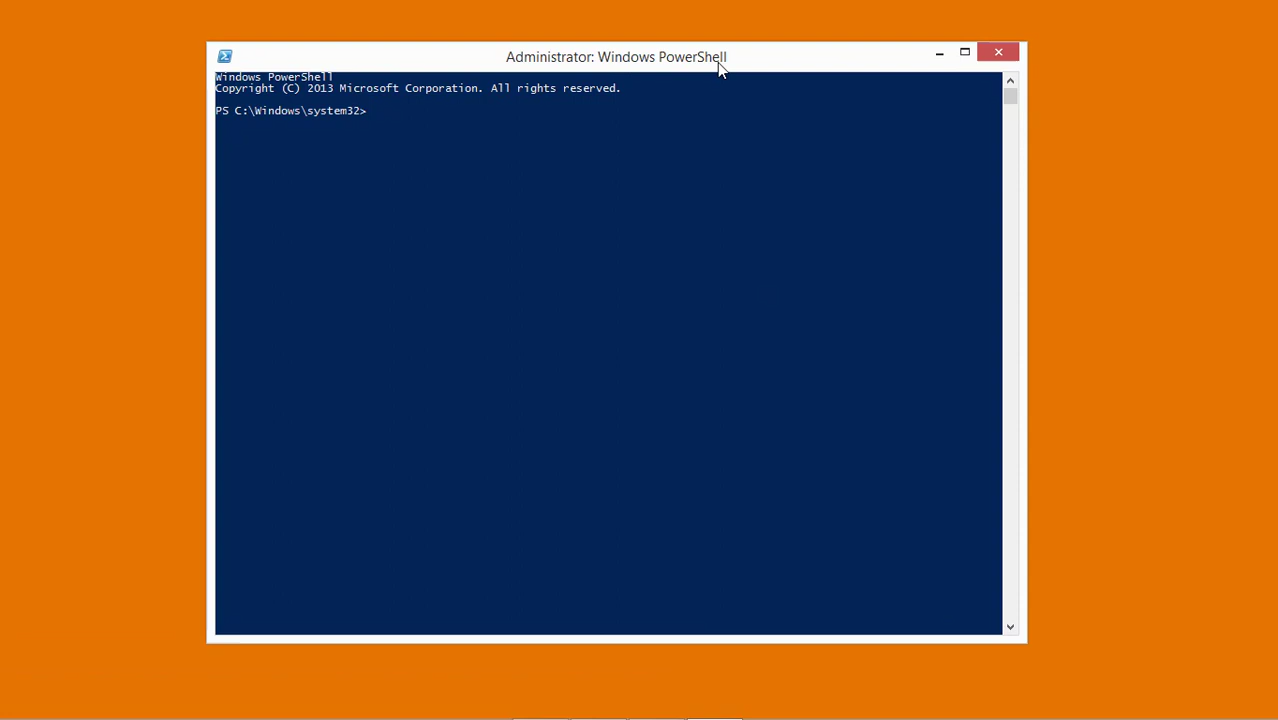 Administrator: Windows PowerShell
Windows PowerShell
Copyright (C) 2013 Microsoft Corporation. All rights reserved.
PS C:\Windows\system32>